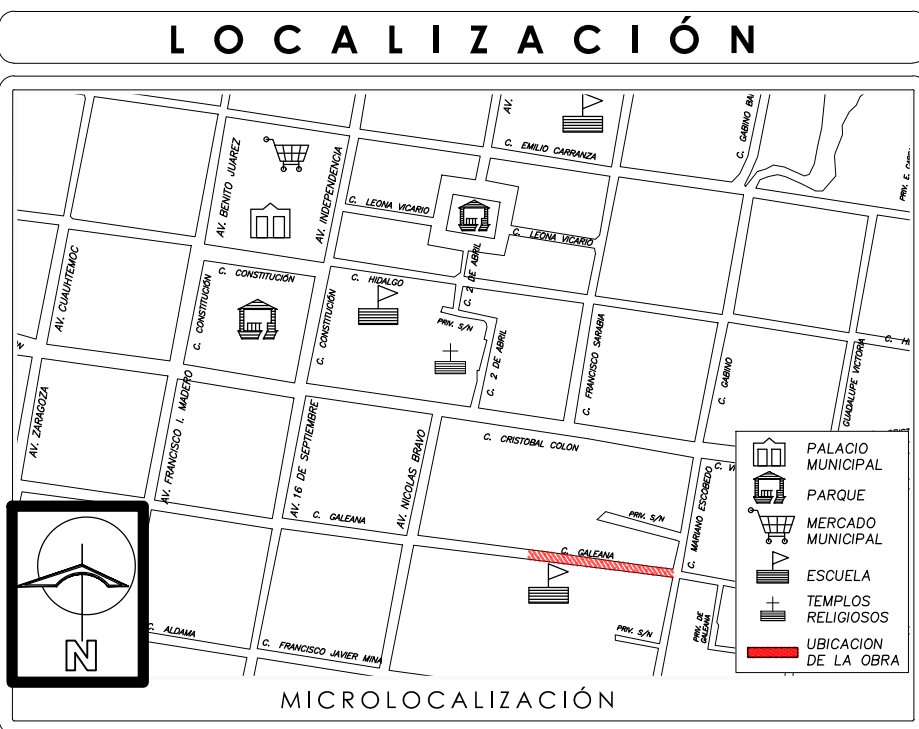 LOCALIZACIÓN
AV.
C. GABINO BA
C. EMILIO CARRANZA
AV. BENITO JUAREZ
AV. INDEPENDENCIA
PRIV. E. CARR
C. LEONA VICARIO
C. LEONA VICARIO
AV. CUAUHTEMOC
C. CONSTITUCIÓN
C. HIDALGO
C. 2 DE ABRIL
C. CONSTITUCIÓN
C. CONSTITUCIÓN
PRIV. S/N
C. 2 DE ABRIL
C. FRANCISCO SARABIA
C. GABINO
GUADALUPE VICTORIA
C. H
AV. ZARAGOZA
AV. FRANCISCO I. MADERO
AV. 16 DE SEPTIEMBRE
AV. NICOLAS BRAVO
C. CRISTOBAL COLON
C. MARIANO ESCOBEDO
C. V
PRIV. S/N
C. GALEANA
C. GALEANA
C. ALDAMA
C. FRANCISCO JAVIER MINA
PRIV. S/N
PRIV. DE
GALEANA
N
PALACIO
MUNICIPAL
PARQUE
MERCADO
MUNICIPAL
ESCUELA
TEMPLOS
RELIGIOSOS
UBICACION
DE LA OBRA
MICROLOCALIZACIÓN